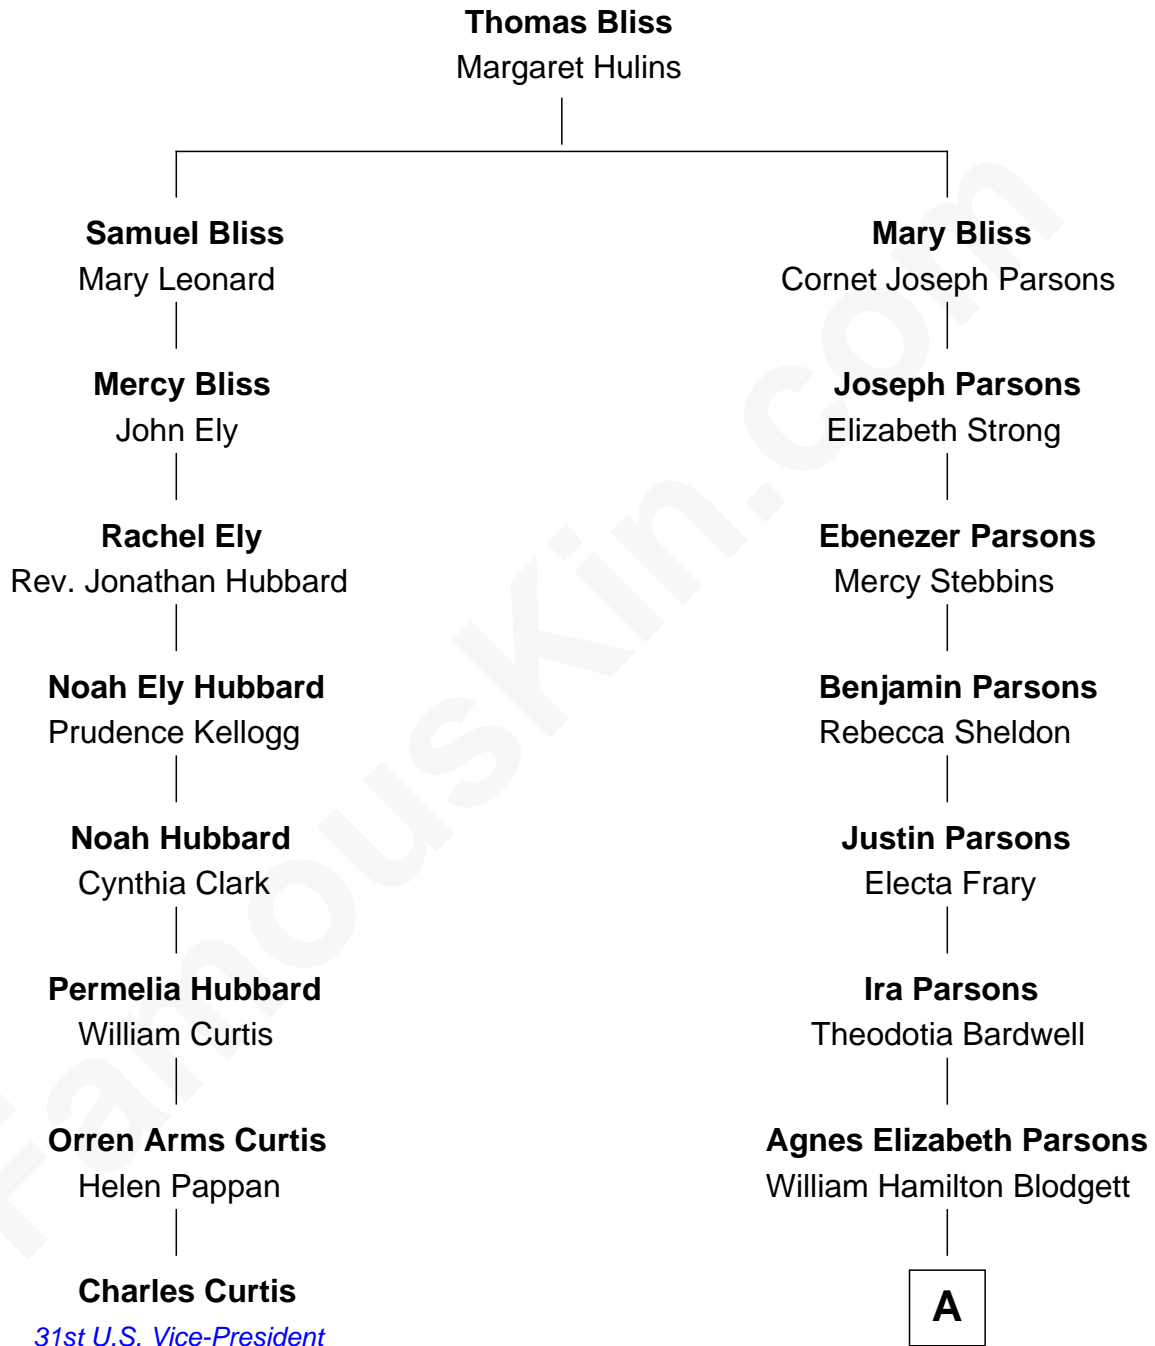 Thomas Bliss
Margaret Hulins
Samuel Bliss
Mary Leonard
Mercy Bliss
John Ely
Rachel Ely
Rev. Jonathan Hubbard
Noah Ely Hubbard
Prudence Kellogg
Noah Hubbard
Cynthia Clark
Permelia Hubbard
William Curtis
Orren Arms Curtis
Helen Pappan
Charles Curtis
31st U.S. Vice-President
Mary Bliss
Cornet Joseph Parsons
Joseph Parsons
Elizabeth Strong
Ebenezer Parsons
Mercy Stebbins
Benjamin Parsons
Rebecca Sheldon
Justin Parsons
Electa Frary
Ira Parsons
Theodotia Bardwell
Agnes Elizabeth Parsons
William Hamilton Blodgett
A
FamousKin.com